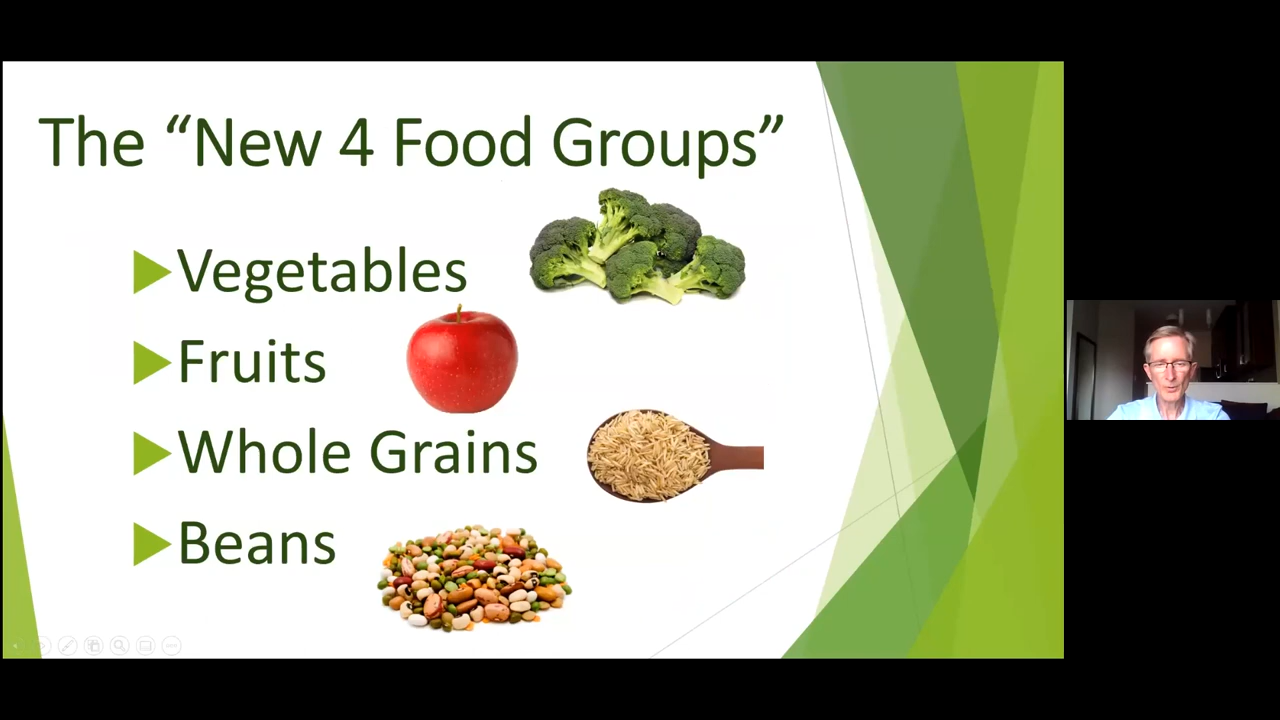 The “New 4 Food Groups”
Vegetables
Fruits
Whole Grains
Beans